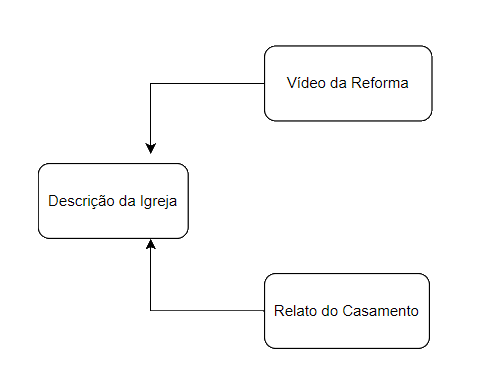 Vídeo da Reforma
Descrição da Igreja
Relato do Casamento